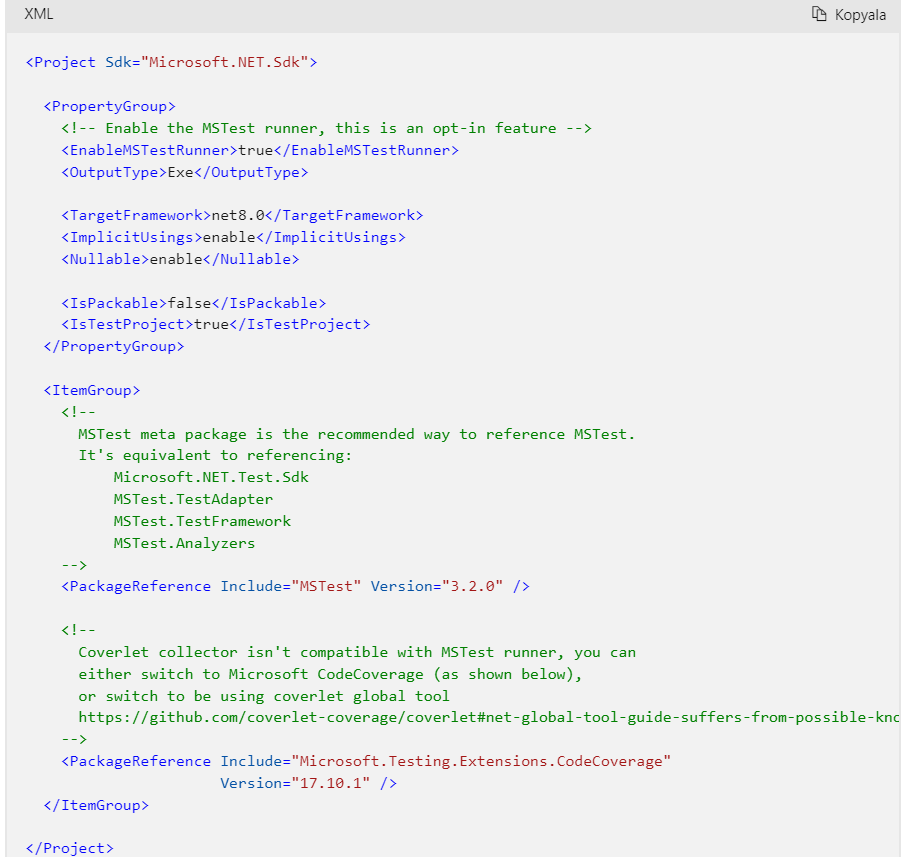 XML
Kopyala
<Project Sdk="Microsoft.NET.Sdk">
<PropertyGroup>
<!-- Enable the MSTest runner, this is an opt-in feature -->
<EnableMSTestRunner>true</EnableMSTestRunner>
<OutputType>Exe</OutputType>
<TargetFramework>net8.0</TargetFramework>
<ImplicitUsings>enable</ImplicitUsings>
<Nullable>enable</Nullable>
<IsPackable>false</IsPackable>
<IsTestProject>true</IsTestProject>
</PropertyGroup>
<ItemGroup>
<!--
MSTest meta package is the recommended way to reference MSTest.
It's equivalent to referencing:
Microsoft.NET.Test.Sdk
MSTest.TestAdapter
MSTest.TestFramework
MSTest.Analyzers
-->
<PackageReference Include="MSTest" Version="3.2.0" />
<!--
Coverlet collector isn't compatible with MSTest runner, you can
either switch to Microsoft CodeCoverage (as shown below),
or switch to be using coverlet global tool
https://github.com/coverlet-coverage/coverlet#net-global-tool-guide-suffers-from-possible-kno
-->
<PackageReference Include="Microsoft.Testing.Extensions.CodeCoverage"
Version="17.10.1" />
</ItemGroup>
</Project>